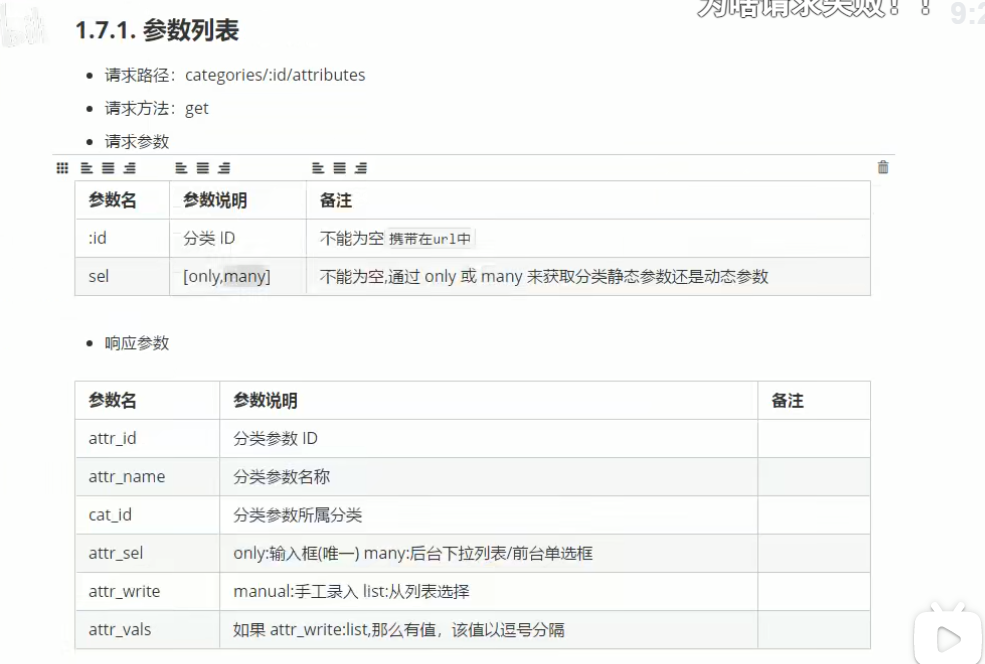 为啥请求失败！！
9:2
1.7.1. 参数列表
请求路径：categories/:id/attributes
请求方法：get
请求参数
参数名 参数说明 备注
:id 分类 ID 不能为空携带在url中
sel [only,many] 不能为空,通过 only 或 many 来获取分类静态参数还是动态参数
响应参数
参数名 参数说明 备注
attr_id 分类参数 ID
attr_name 分类参数名称
cat_id 分类参数所属分类
attr_sel only:输入框(唯一) many:后台下拉列表/前台单选框
attr_write manual:手工录入 list:从列表选择
attr_vals 如果 attr_write:list,那么有值，该值以逗号分隔